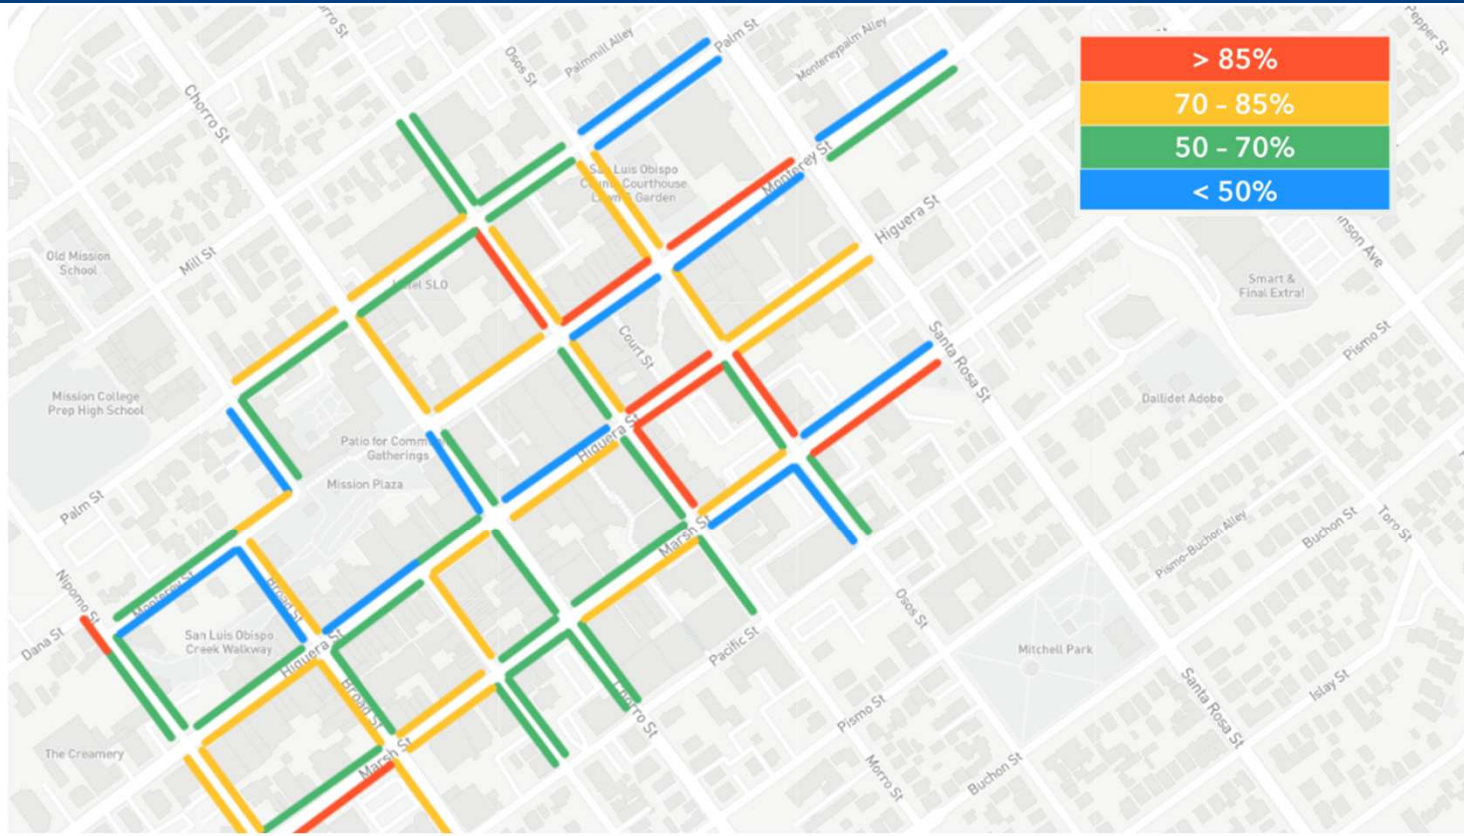 Palmmill Alley
Palm St
Montereypalm Alley
Pepper St
Osos St
> 85%
70 - 85%
50 - 70%
< 50%
Chorro St
San Luis Obispo
County Courthouse
Lawn & Garden
Monterey St
Higuera St
Old Mission
School
Mill St
Hotel SLO
Smart &
Final Extra!
Court St
Santa Rosa St
Pismo St
Mission College
Prep High School
Dallidet Adobe
Patio for Commu
Gatherings
Higuera St
Mission Plaza
Palm St
Marsh St
Toro St
Buchon St
Pismo-Buchon Alley
Nipomo St
Monterey St
Broad St
Osos St
Dana St
San Luis Obispo
Creek Walkway
Higuera St
Pacific St
Mitchell Park
Broad St
Chorro St
Pismo St
Santa Rosa St
Islay St
The Creamery
Marsh St
Morro St
Buchon St